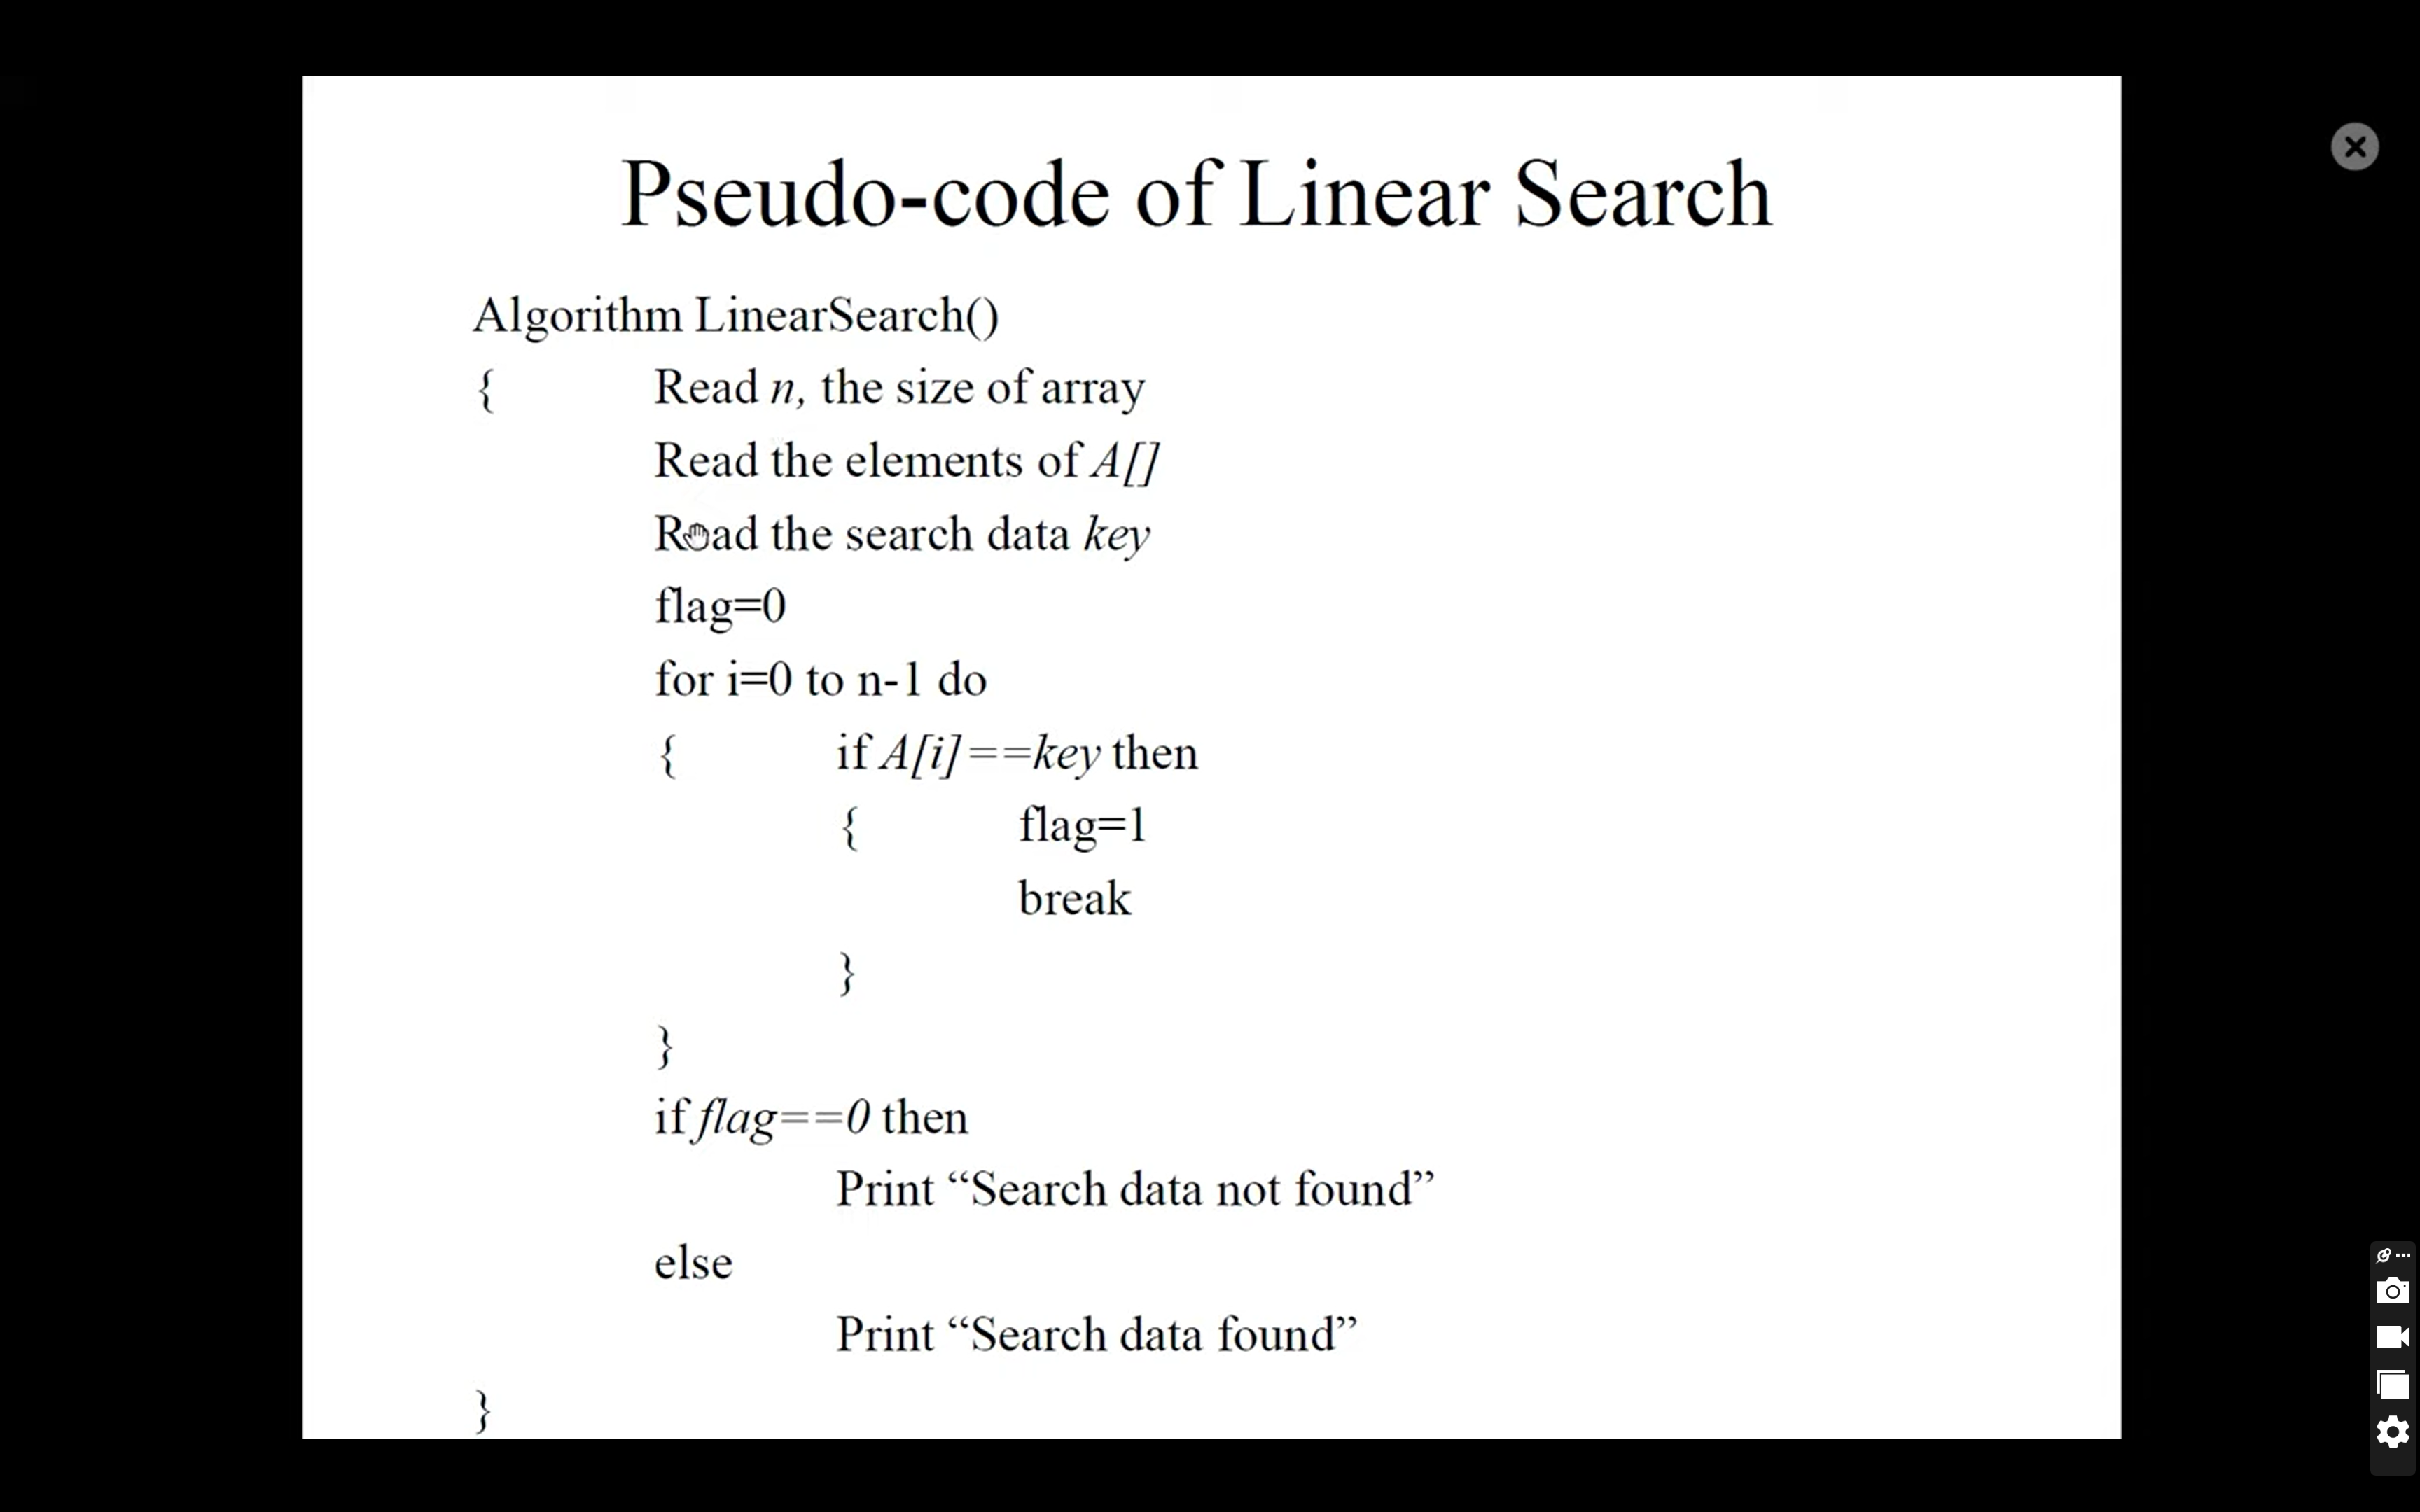 Pseudo-code of Linear Search
Algorithm LinearSearch()
{ Read n, the size of array
Read the elements of A[]
Read the search data key
flag=0
for i=0 to n-1 do
{ if A[i]==key then
{ flag=1
break
}
}
if flag==0 then
Print “Search data not found”
else
Print “Search data found”
}